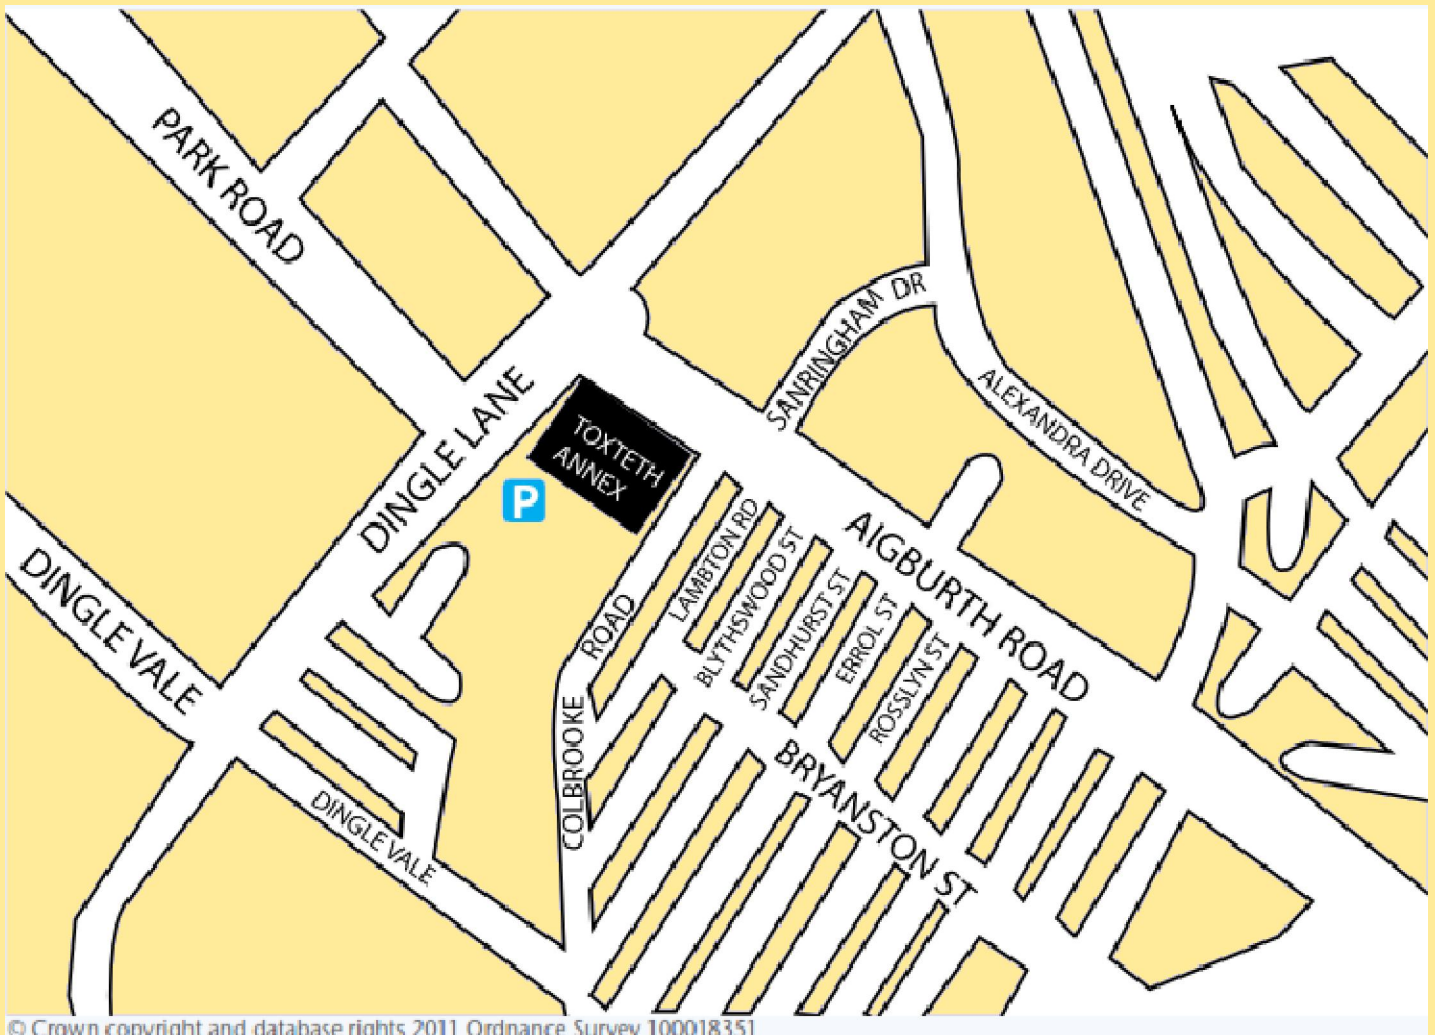 PARK ROAD
SANRINGHAM DR
ALEXANDRA DRIVE
DINGLE LANE
TOXTETH
ANNEX
P
LAMBTON RD
BLYTHSWOOD ST
SANDHURST ST
ERROL ST
ROSSLYN ST
AIGBURTH ROAD
DINGLE VALE
COLBROOKE ROAD
BRYANSTON ST
DINGLE VALE
© Crown copyright and database rights 2011 Ordnance Survey 100018351